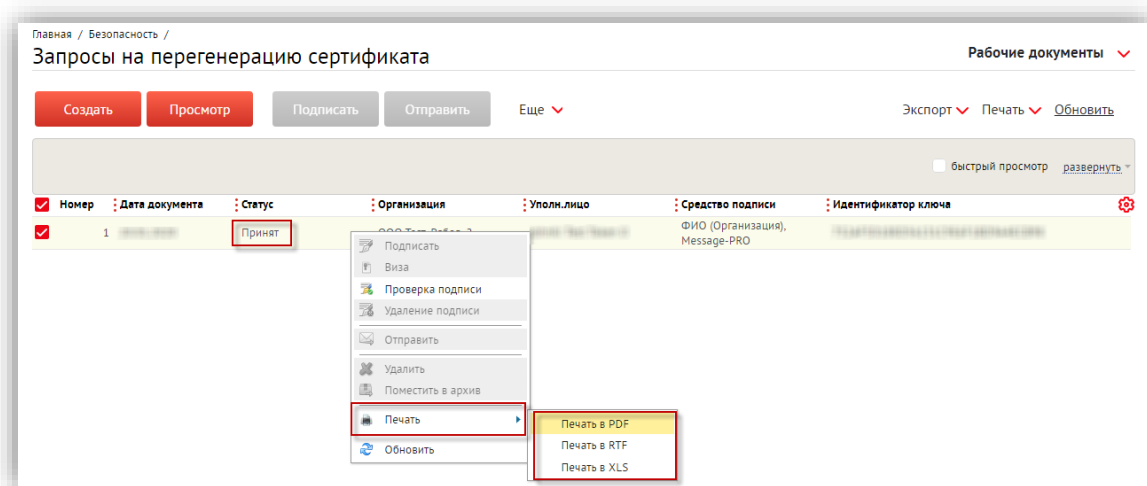 Главная / Безопасность /
Запросы на перегенерацию сертификата
Рабочие документы
Создать Просмотр Подписать Отправить Еще Экспорт Печать Обновить
быстрый просмотр развернуть
Номер Дата документа Статус Организация Уполн.лицо Средство подписи Идентификатор ключа
1 Принят ФИО (Организация), Message-PRO
Подписать
Виза
Проверка подписи
Удаление подписи
Отправить
Удалить
Поместить в архив
Печать
Обновить
Печать в PDF
Печать в RTF
Печать в XLS